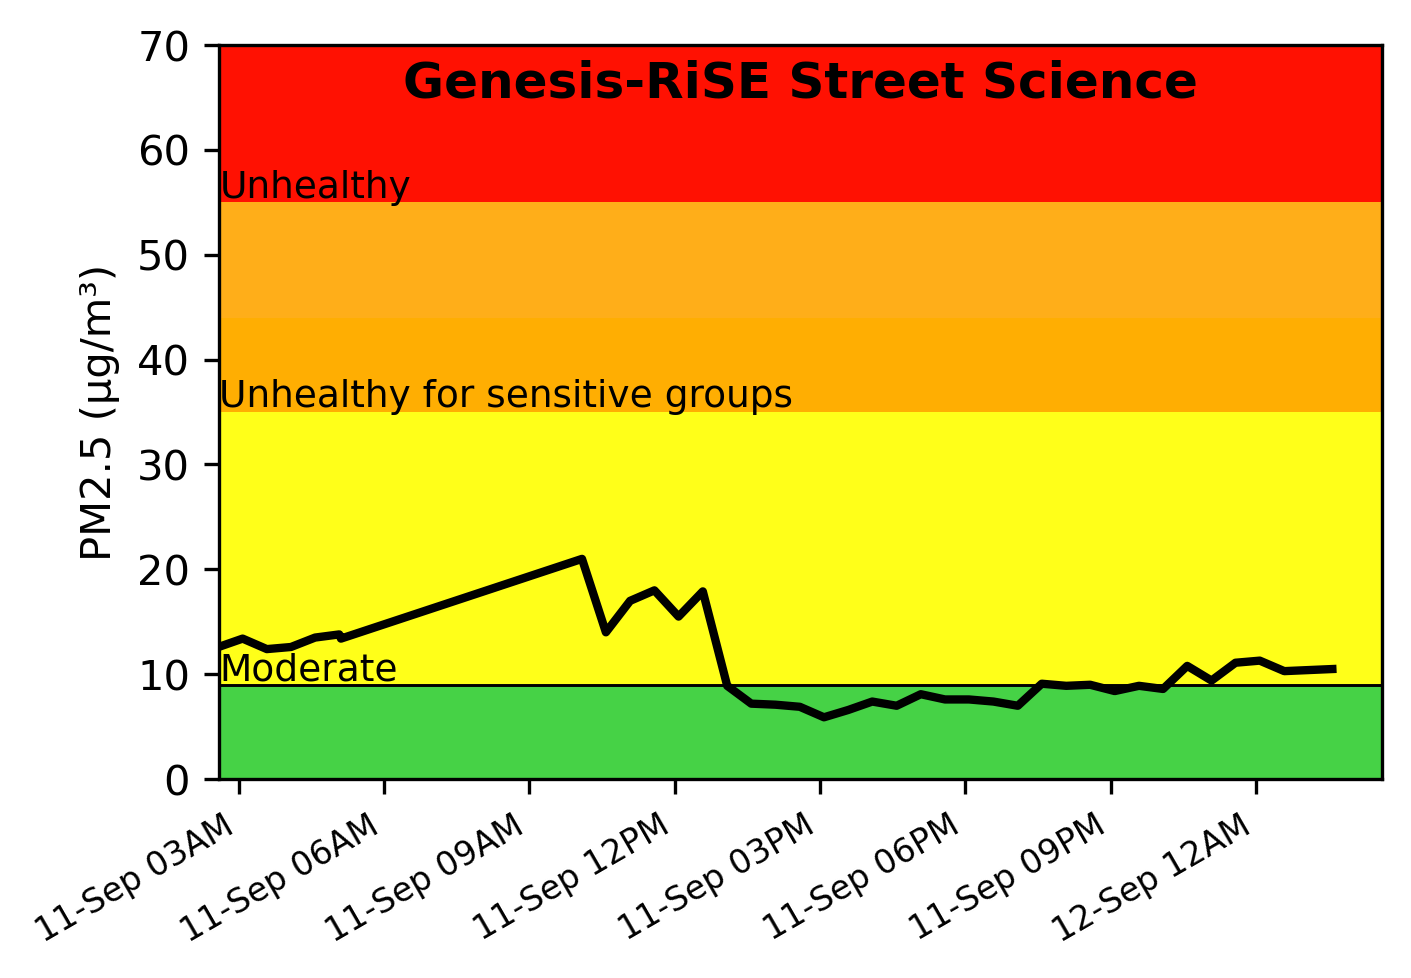 Genesis-RiSE Street Science
PM2.5 (µg/m³)
70
60
50
40
30
20
10
0
Unhealthy
Unhealthy for sensitive groups
Moderate
11-Sep 03AM
11-Sep 06AM
11-Sep 09AM
11-Sep 12PM
11-Sep 03PM
11-Sep 06PM
11-Sep 09PM
12-Sep 12AM